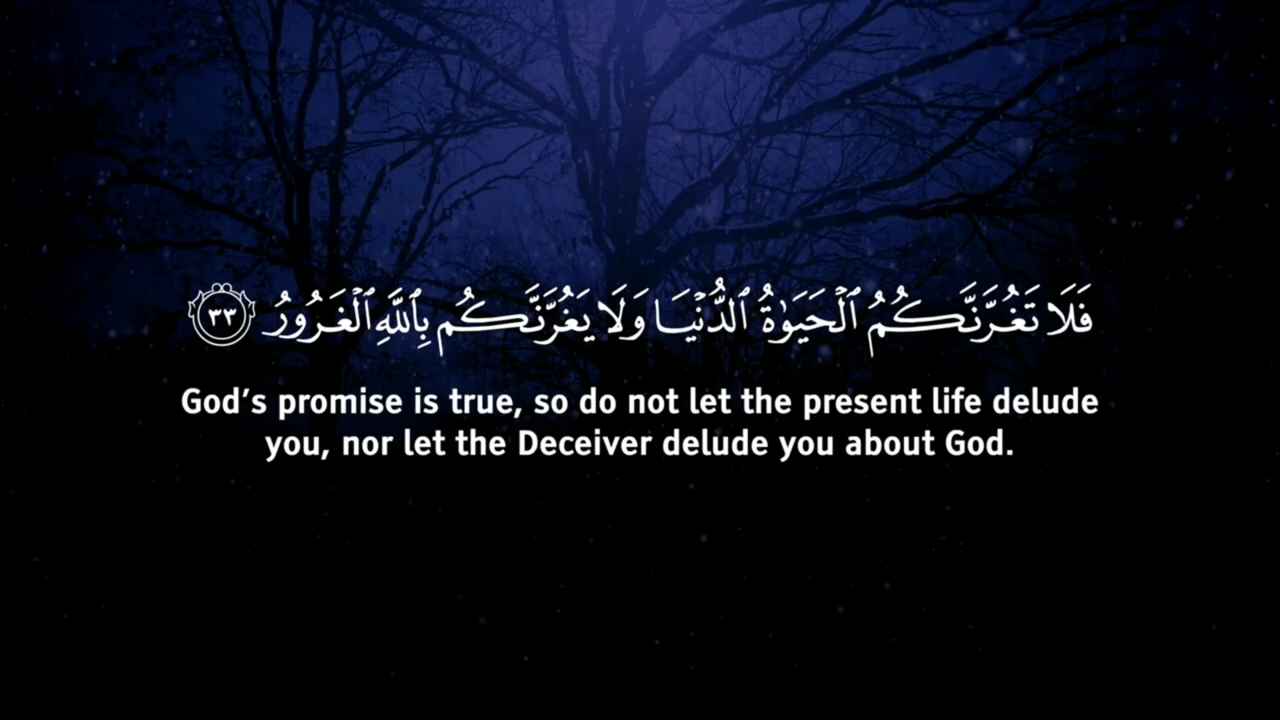 فَلَا تَغُرَّنَّكُمُ ٱلْحَيَوٰةُ ٱلدُّنْيَا وَلَا يَغُرَّنَّكُم بِٱللَّهِ ٱلْغَرُورُ ٣٣
God’s promise is true, so do not let the present life delude
you, nor let the Deceiver delude you about God.